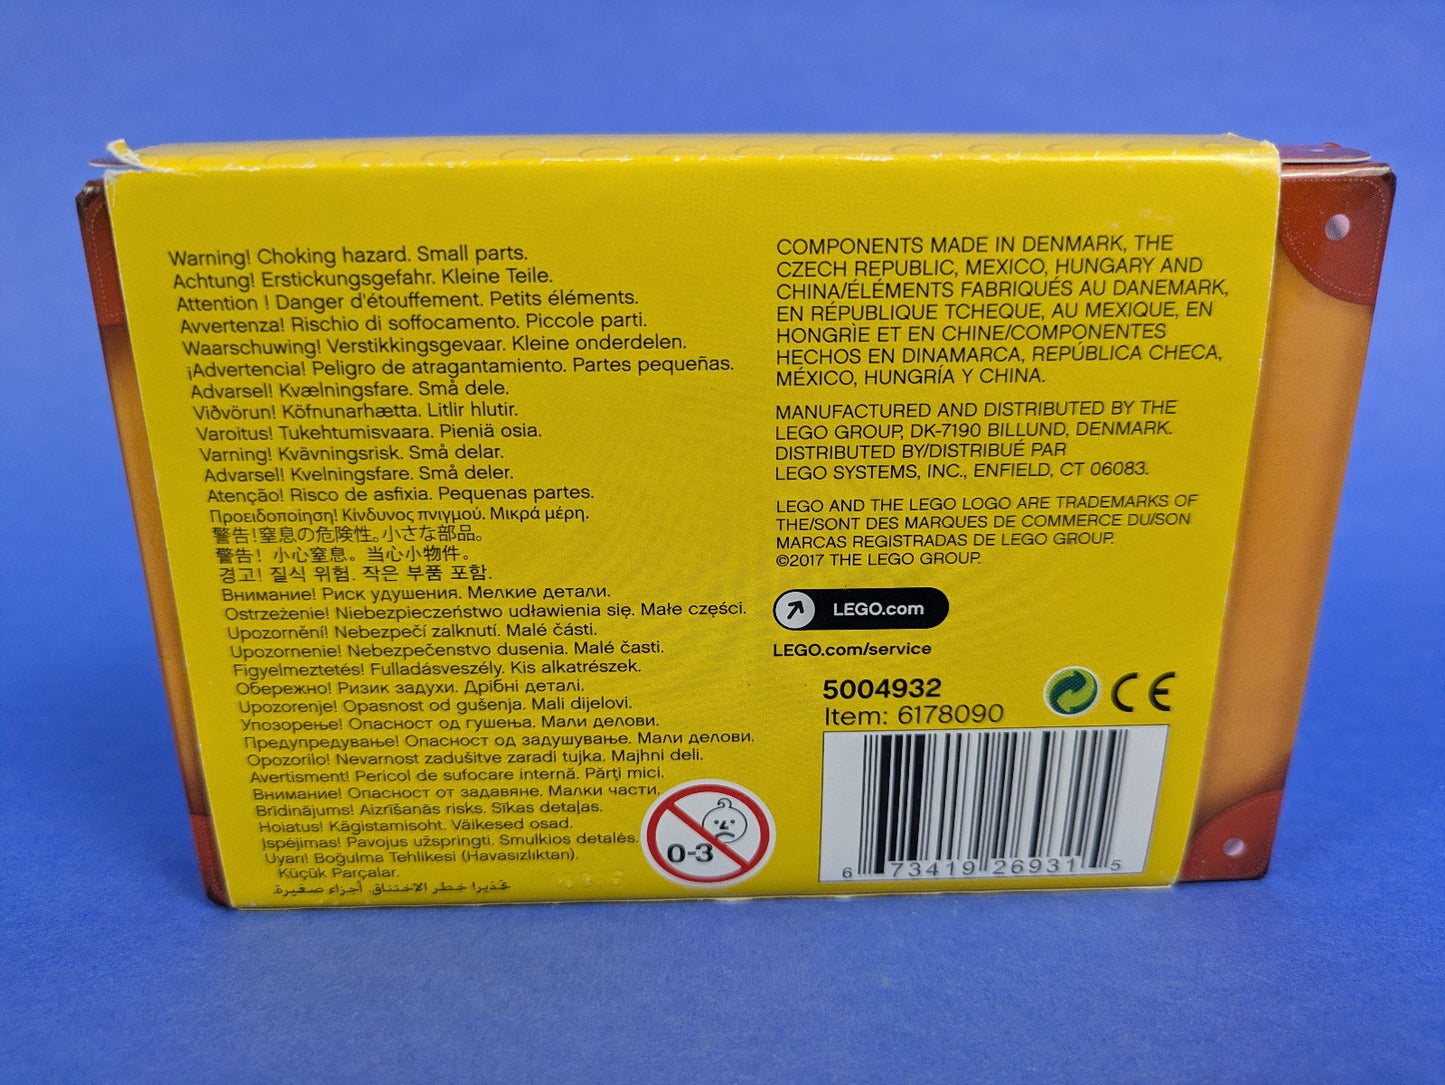 Warning! Choking hazard. Small parts.
Achtung! Erstickungsgefahr. Kleine Teile.
Attention ! Danger d'étouffement. Petits éléments.
Avvertenza! Rischio di soffocamento. Piccole parti.
Waarschuwing! Verstikkingsgevaar. Kleine onderdelen.
¡Advertencia! Peligro de atragantamiento. Partes pequeñas.
Advarsel! Kvælningsfare. Små dele.
Viðvörun! Köfnunarhætta. Litlir hlutir.
Varoitus! Tukehtumisvaara. Pieniä osia.
Varning! Kvävningsrisk. Små delar.
Advarsel! Kvelningsfare. Små deler.
Atenção! Risco de asfixia. Pequenas partes.
Προειδοποίηση! Κίνδυνος πνιγμού. Μικρά μέρη.
警告!窒息の危険性。小さな部品。
警告！小心窒息。当心小物件。
경고! 질식 위험. 작은 부품 포함.
Внимание! Риск удушения. Мелкие детали.
Ostrzeżenie! Niebezpieczeństwo udławienia się. Małe części.
Upozornění! Nebezpečí zalknutí. Malé části.
Upozornenie! Nebezpečenstvo dusenia. Malé časti.
Figyelmeztetés! Fulladásveszély. Kis alkatrészek.
Обережно! Ризик задухи. Дрібні деталі.
Upozorenje! Opasnost od gušenja. Mali dijelovi.
Упозорење! Опасност од гушења. Мали делови.
Предупредување! Опасност од задушување. Мали делови.
Opozorilo! Nevarnost zadušitve zaradi tujka. Majhni deli.
Avertisment! Pericol de sufocare internă. Părţi mici.
Внимание! Опасност от задавяне. Малки части.
Brīdinājums! Aizrīšanās risks. Sīkas detaļas.
Hoiatus! Kägistamisoht. Väikesed osad.
Įspėjimas! Pavojus užspringti. Smulkios detalės.
Uyarı! Boğulma Tehlikesi (Havasızlıktan).
Küçük Parçalar.
تحذير! خطر الاختناق. أجزاء صغيرة.
0-3
COMPONENTS MADE IN DENMARK, THE
CZECH REPUBLIC, MEXICO, HUNGARY AND
CHINA/ÉLÉMENTS FABRIQUÉS AU DANEMARK,
EN RÉPUBLIQUE TCHEQUE, AU MEXIQUE, EN
HONGRÌE ET EN CHINE/COMPONENTES
HECHOS EN DINAMARCA, REPÚBLICA CHECA,
MÉXICO, HUNGRÍA Y CHINA.
MANUFACTURED AND DISTRIBUTED BY THE
LEGO GROUP, DK-7190 BILLUND, DENMARK.
DISTRIBUTED BY/DISTRIBUÉ PAR
LEGO SYSTEMS, INC., ENFIELD, CT 06083.
LEGO AND THE LEGO LOGO ARE TRADEMARKS OF
THE/SONT DES MARQUES DE COMMERCE DU/SON
MARCAS REGISTRADAS DE LEGO GROUP.
©2017 THE LEGO GROUP.
LEGO.com
LEGO.com/service
5004932
Item: 6178090
CE
6 73419 26931 5